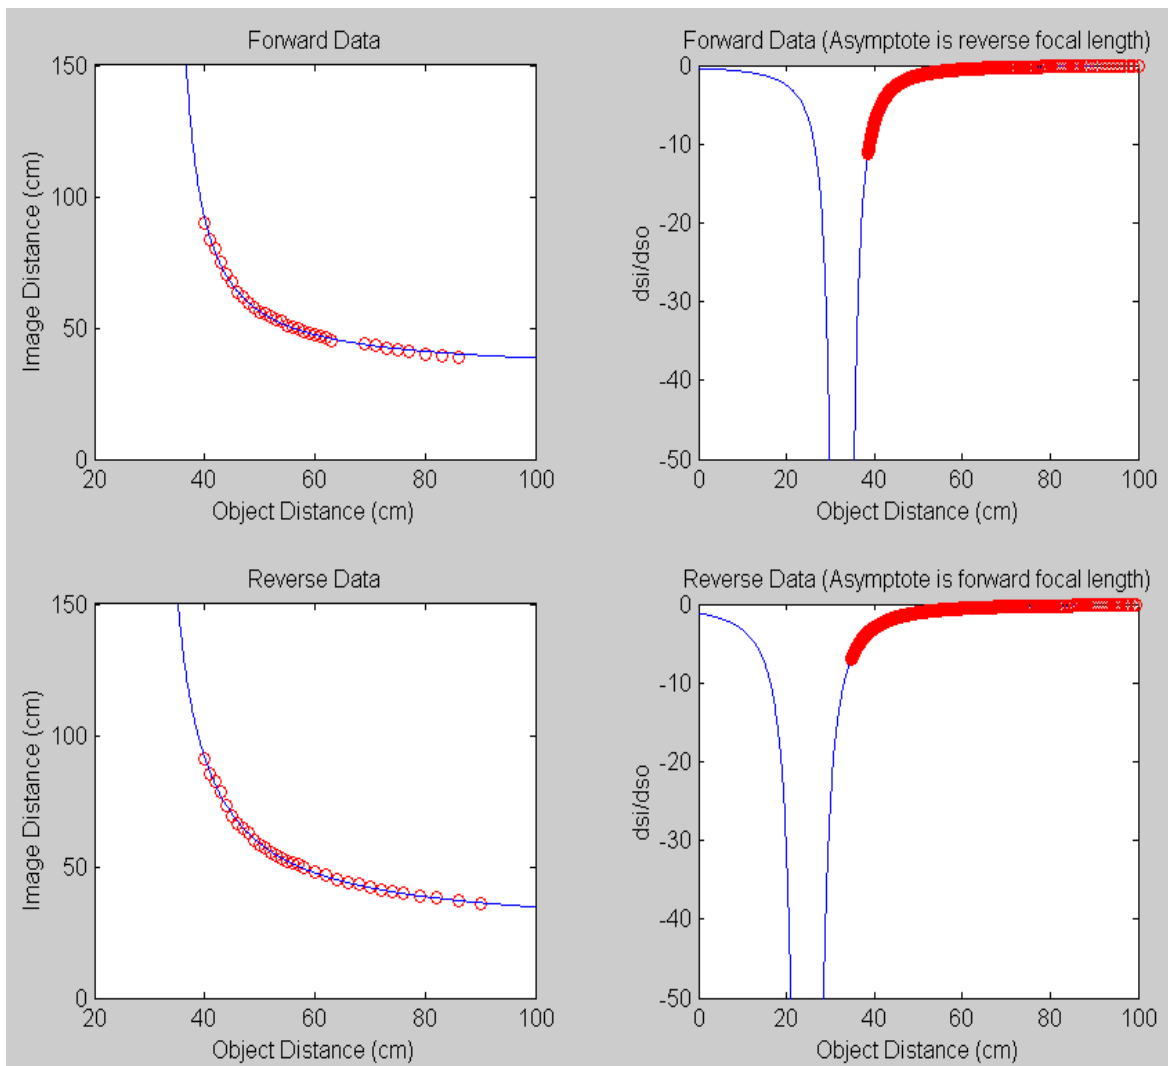 Forward Data
150
100
50
0
20 40 60 80 100
Image Distance (cm)
Object Distance (cm)
Forward Data (Asymptote is reverse focal length)
0
-10
-20
-30
-40
-50
0 20 40 60 80 100
dsi/dso
Object Distance (cm)
Reverse Data
150
100
50
0
20 40 60 80 100
Image Distance (cm)
Object Distance (cm)
Reverse Data (Asymptote is forward focal length)
0
-10
-20
-30
-40
-50
0 20 40 60 80 100
dsi/dso
Object Distance (cm)